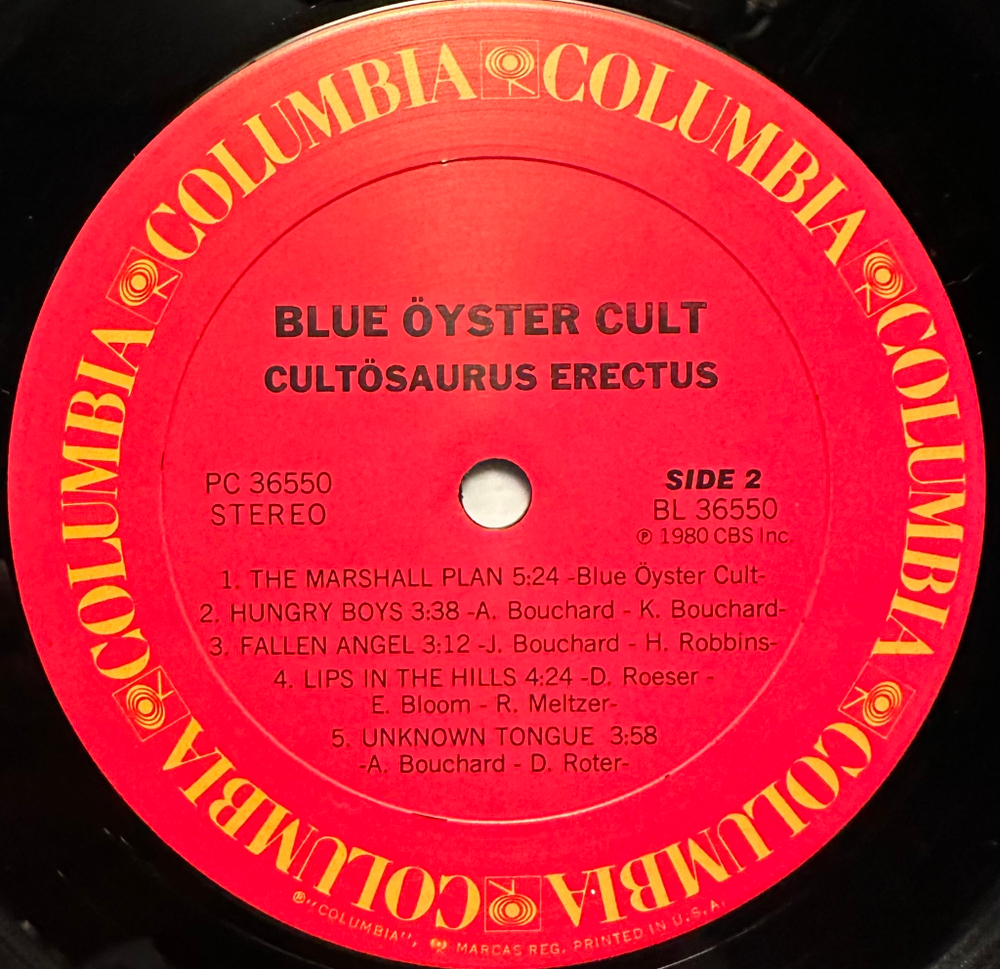 COLUMBIA COLUMBIA COLUMBIA COLUMBIA COLUMBIA COLUMBIA
BLUE ÖYSTER CULT
CULTÖSAURUS ERECTUS
PC 36550
STEREO
SIDE 2
BL 36550
℗ 1980 CBS Inc.
1. THE MARSHALL PLAN 5:24 -Blue Öyster Cult-
2. HUNGRY BOYS 3:38 -A. Bouchard - K. Bouchard-
3. FALLEN ANGEL 3:12 -J. Bouchard - H. Robbins-
4. LIPS IN THE HILLS 4:24 -D. Roeser -
E. Bloom - R. Meltzer-
5. UNKNOWN TONGUE 3:58
-A. Bouchard - D. Roter-
®"COLUMBIA", MARCAS REG. PRINTED IN U.S.A.